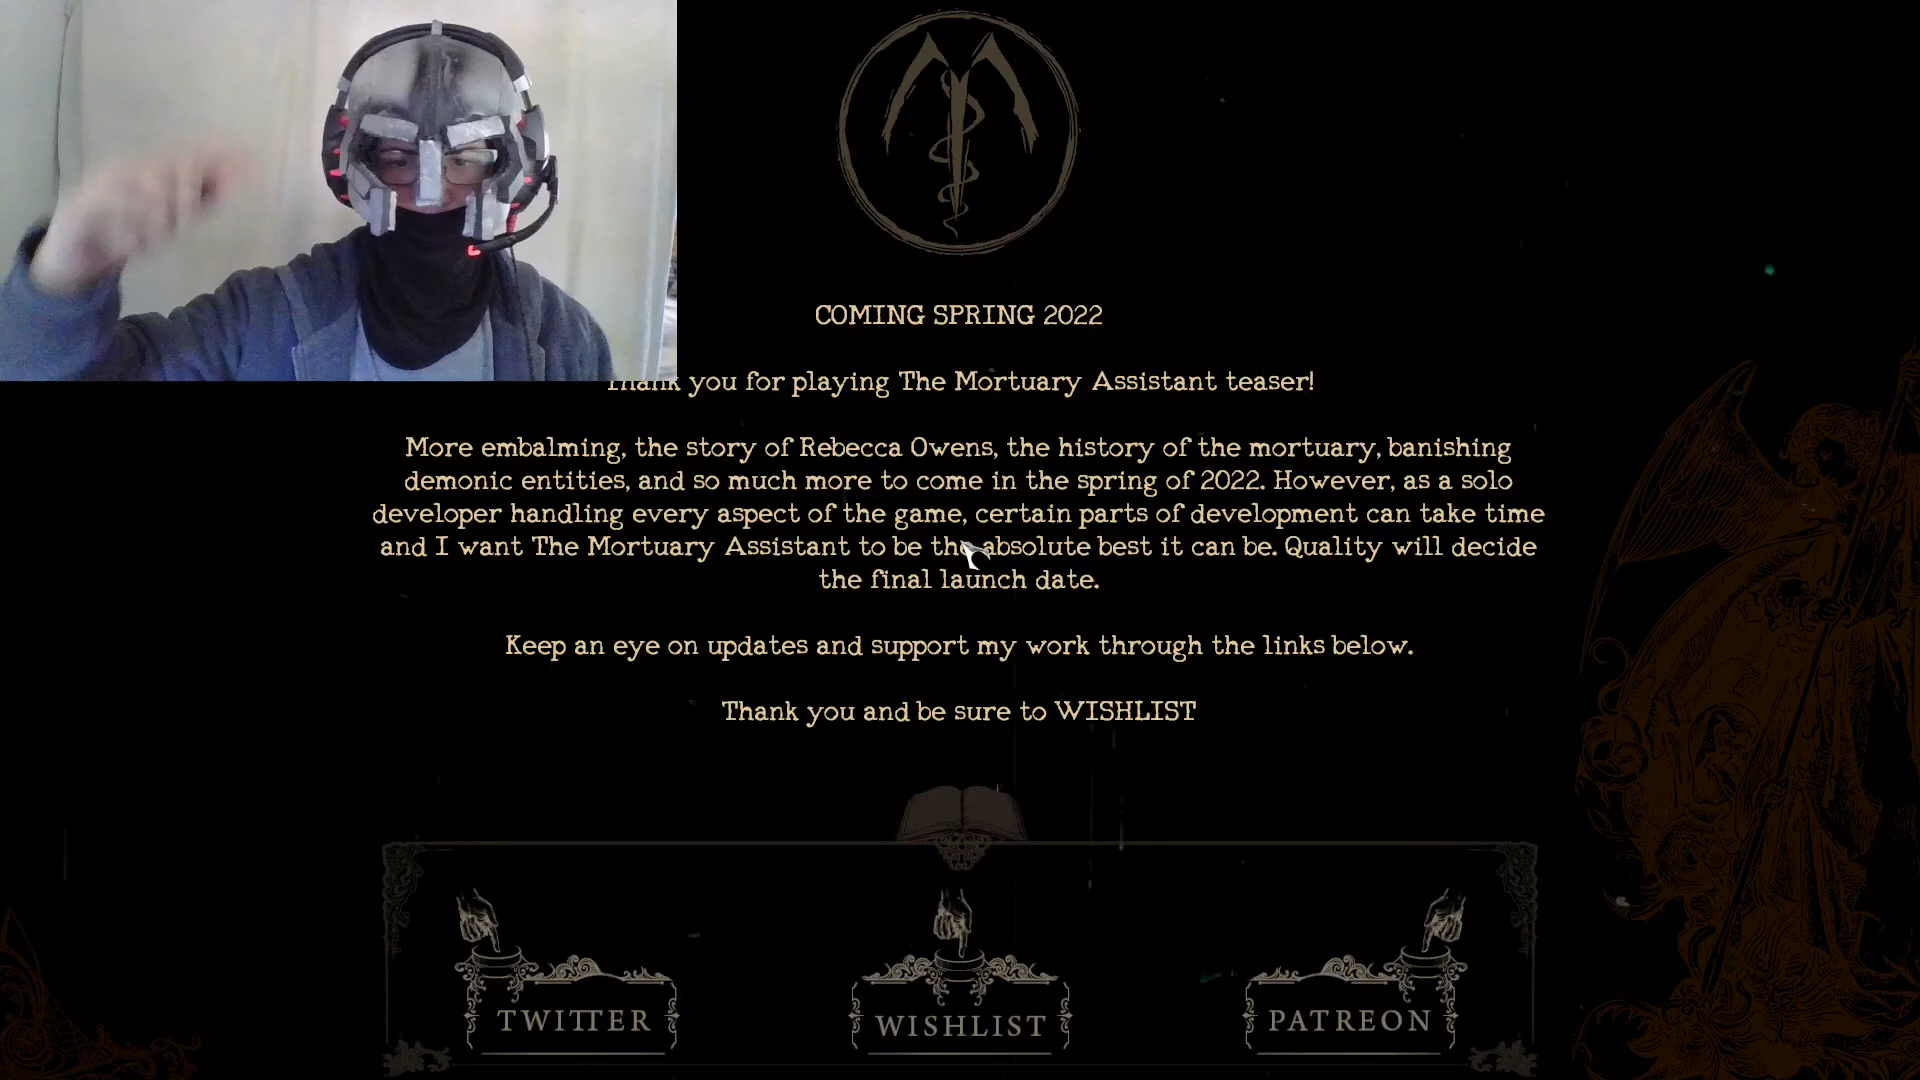 COMING SPRING 2022
Thank you for playing The Mortuary Assistant teaser!
More embalming, the story of Rebecca Owens, the history of the mortuary, banishing
demonic entities, and so much more to come in the spring of 2022. However, as a solo
developer handling every aspect of the game, certain parts of development can take time
and I want The Mortuary Assistant to be the absolute best it can be. Quality will decide
the final launch date.
Keep an eye on updates and support my work through the links below.
Thank you and be sure to WISHLIST
TWITTER
WISHLIST
PATREON